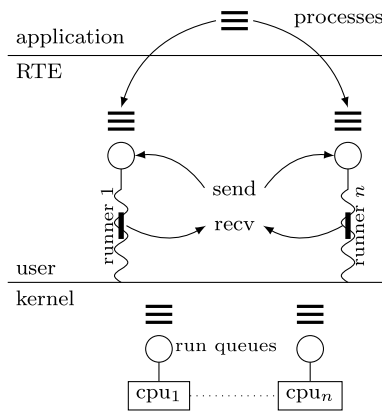 processes
application
RTE
runner 1
send
runner n
recv
user
kernel
run queues
cpu₁
cpuₙ